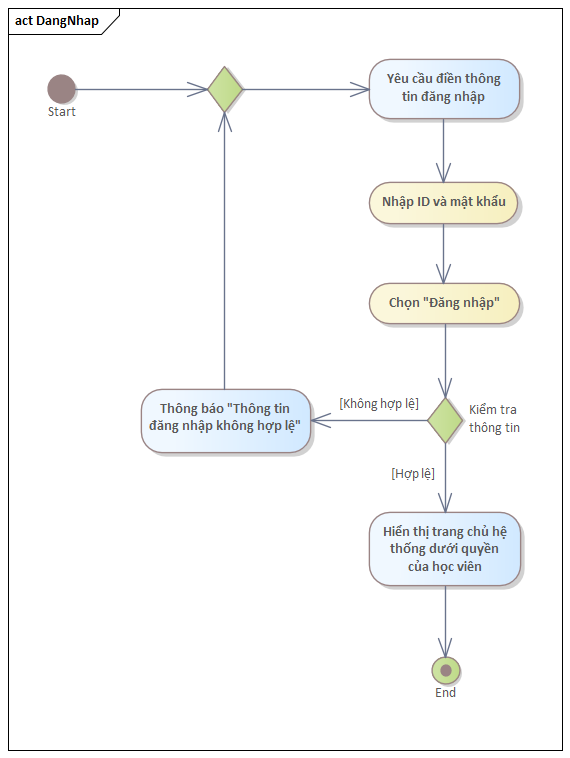 act DangNhap
Start
Yêu cầu điền thông
tin đăng nhập
Nhập ID và mật khẩu
Chọn "Đăng nhập"
Thông báo "Thông tin
đăng nhập không hợp lệ"
[Không hợp lệ]
Kiểm tra
thông tin
[Hợp lệ]
Hiển thị trang chủ hệ
thống dưới quyền
của học viên
End